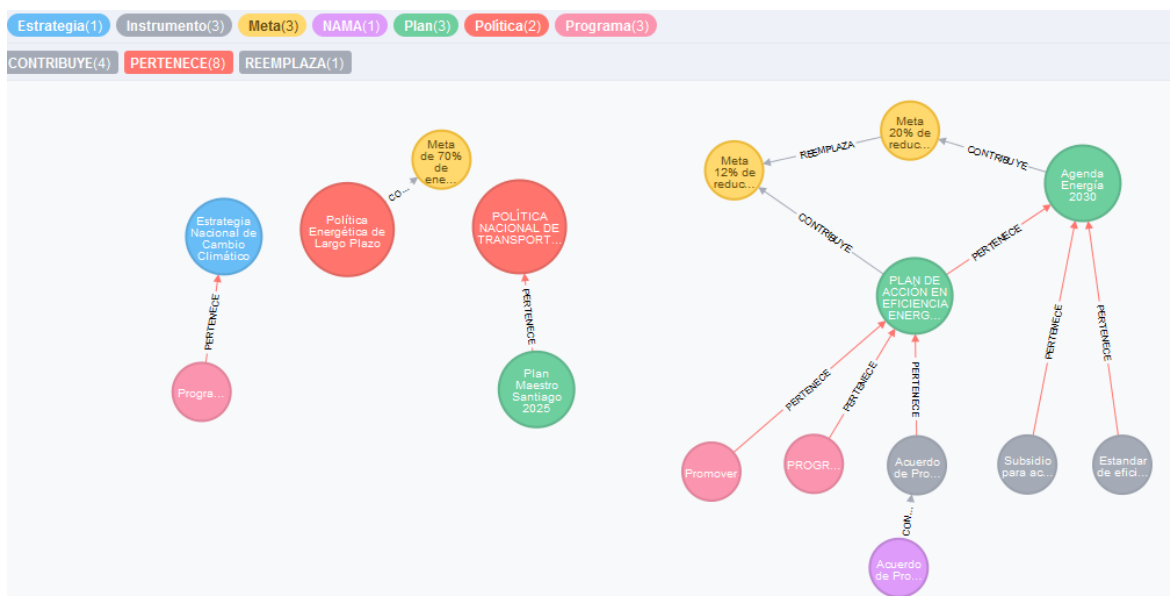 Estrategia(1) Instrumento(3) Meta(3) NAMA(1) Plan(3) Política(2) Programa(3)
CONTRIBUYE(4) PERTENECE(8) REEMPLAZA(1)
Estrategia
Nacional de
Cambio
Climático
PERTENECE
Progra...
Política
Energética de
Largo Plazo
CO...
Meta
de 70%
de
ene...
POLÍTICA
NACIONAL DE
TRANSPORT...
PERTENECE
Plan
Maestro
Santiago
2025
Meta
12% de
reduc...
REEMPLAZA
Meta
20% de
reduc...
CONTRIBUYE
Agenda
Energía
2030
CONTRIBUYE
PERTENECE
PLAN DE
ACCIÓN EN
EFICIENCIA
ENERG...
PERTENECE
PERTENECE
PERTENECE
PERTENECE
PERTENECE
Promover
PROGR...
Acuerdo
de Pro...
Subsidio
para ac...
Estandar
de efici...
CON...
Acuerdo
de Pro...